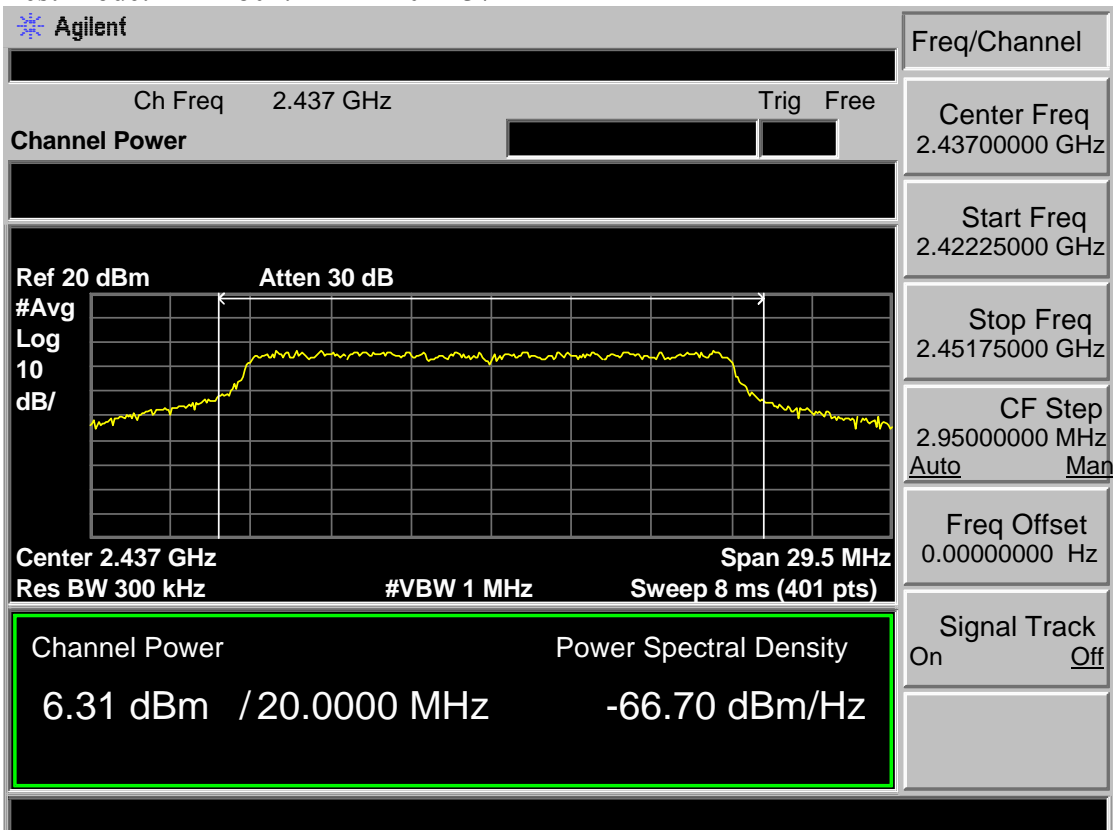 Agilent
Freq/Channel
Ch Freq 2.437 GHz Trig Free
Channel Power
Center Freq
2.43700000 GHz
Start Freq
2.42225000 GHz
Stop Freq
2.45175000 GHz
CF Step
2.95000000 MHz
Auto Man
Freq Offset
0.00000000 Hz
Signal Track
On Off
Ref 20 dBm Atten 30 dB
#Avg
Log
10
dB/
Center 2.437 GHz Span 29.5 MHz
Res BW 300 kHz #VBW 1 MHz Sweep 8 ms (401 pts)
Channel Power Power Spectral Density
6.31 dBm / 20.0000 MHz -66.70 dBm/Hz